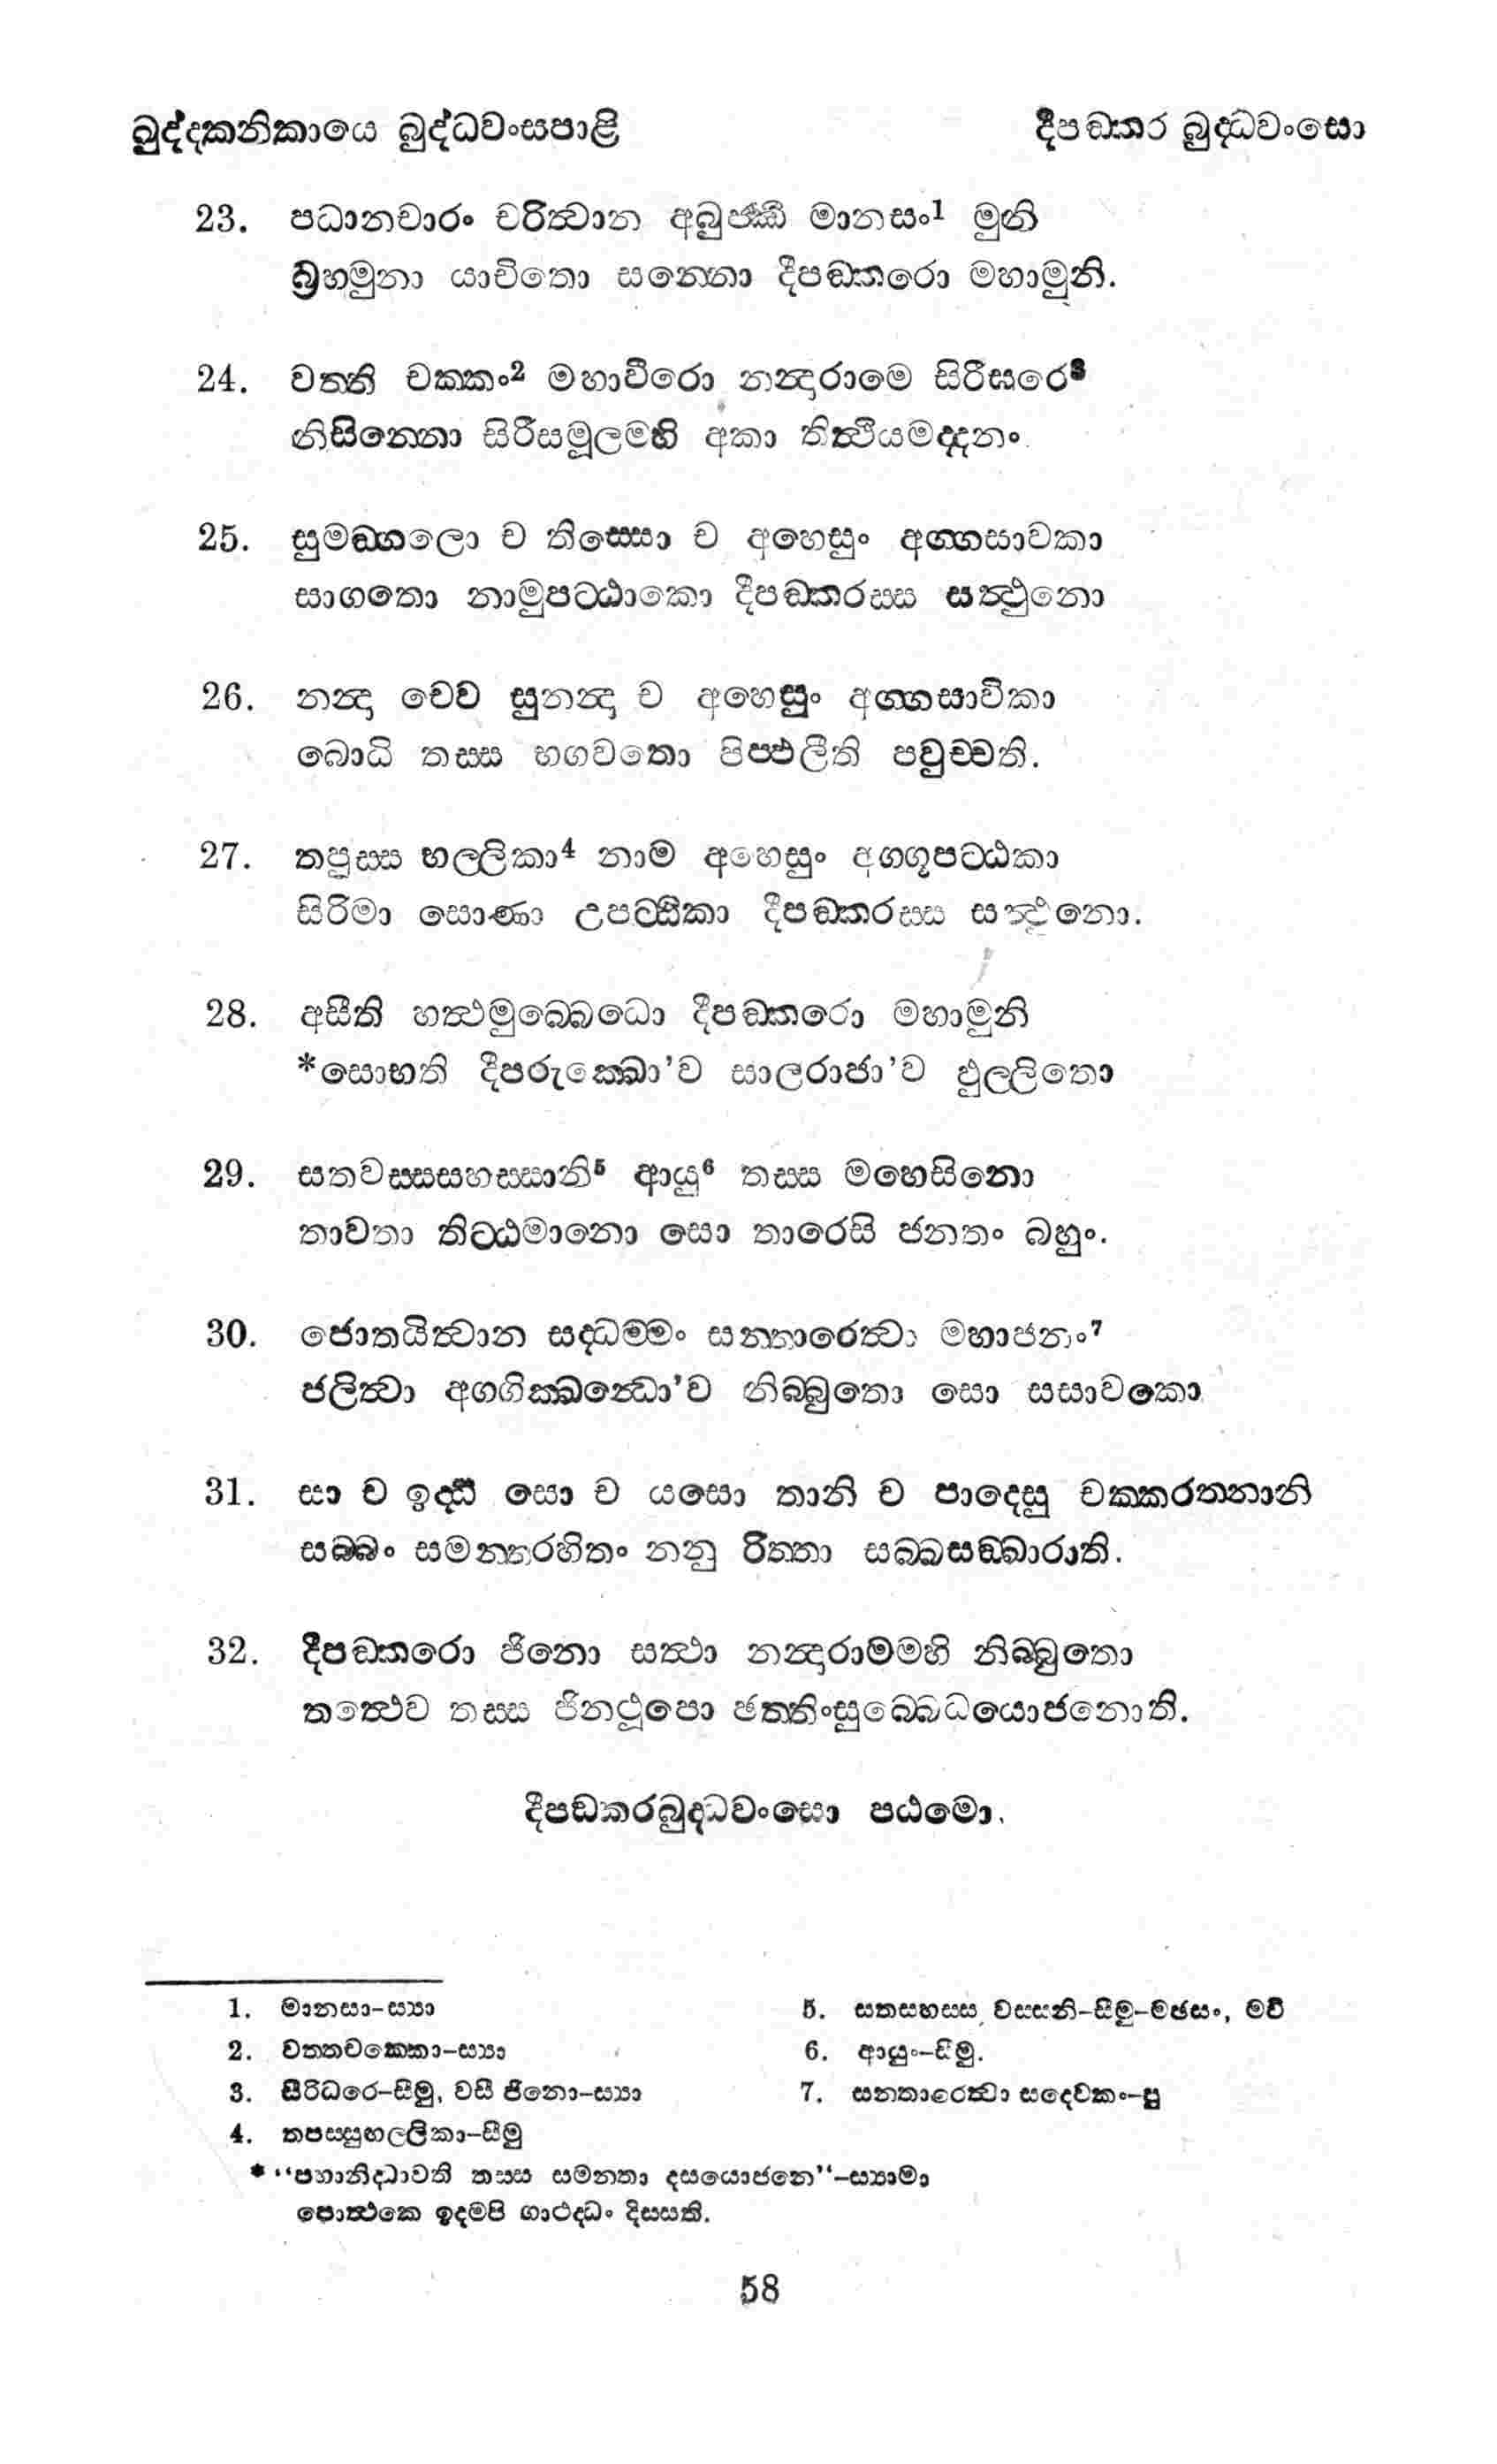 ඛුද්දකනිකායෙ බුද්ධවංසපාළි
දීපඞ්කර බුද්ධවංසො
23. පධානචාරං චරිත්‍වාන අබුජ්ඣි මානසං1 මුනි
බ්‍රහ්මුනා යාචිතො සන්තො දීපඞ්කරො මහාමුනි.
24. වත්ති චක්කං2 මහාවීරො නන්දාරාමෙ සිරීඝරෙ3
නිසින්නො සිරීසමූලම්හි අකා තිත්ථියමද්දනං.
25. සුමඞ්ගලො ච තිස්සො ච අහෙසුං අග්ගසාවකා
සාගතො නාමුපට්ඨාකො දීපඞ්කරස්ස සත්ථුනො
26. නන්දා චෙව සුනන්දා ච අහෙසුං අග්ගසාවිකා
බොධි තස්ස භගවතො පිප්ඵලීති පවුච්චති.
27. තපුස්ස භල්ලිකා4 නාම අහෙසුං අග්ගූපට්ඨකා
සිරිමා සොණා උපට්ඨිකා දීපඞ්කරස්ස සත්ථුනො.
28. අසීති හත්ථමුබ්බෙධො දීපඞ්කරො මහාමුනි
*සොභති දීපරුක්ඛො’ව සාලරාජා’ව ඵුල්ලිතො
29. සතවස්සසහස්සානි5 ආයු6 තස්ස මහෙසිනො
තාවතා තිට්ඨමානො සො තාරෙසි ජනතං බහුං.
30. ජොතයිත්‍වාන සද්ධම්මං සන්තාරෙත්‍වා මහාජනං7
ජලිත්‍වා අග්ගික්ඛන්ධො’ව නිබ්බුතො සො සසාවකො
31. සා ච ඉද්ධි සො ච යසො තානි ච පාදෙසු චක්කරතනානි
සබ්බං සමන්තරහිතං නනු රිත්තා සබ්බසඞ්ඛාරාති.
32. දීපඞ්කරො ජිනො සත්ථා නන්දාරාමම්හි නිබ්බුතො
තත්ථෙව තස්ස ජිනථූපො ඡත්තිංසුබ්බෙධයොජනොති.
දීපඞ්කරබුද්ධවංසො පඨමො.
1. මානසා-ස්‍යා
2. වත්තචක්කො-ස්‍යා
3. සිරිධරෙ-සීමු, වසී ජිනො-ස්‍යා
4. තපස්සුභල්ලිකා-සීමු
5. සතසහස්ස වස්සානි-සීමු-මඡසං, මවි
6. ආයුං-සීමු.
7. සන්තාරෙත්‍වා සදෙවකං-පු
* “පභානිද්ධාවති තස්ස සමන්තා දසයොජනෙ”-ස්‍යාමා
පොත්ථකෙ ඉදම්පි ගාථද්ධං දිස්සති.
58